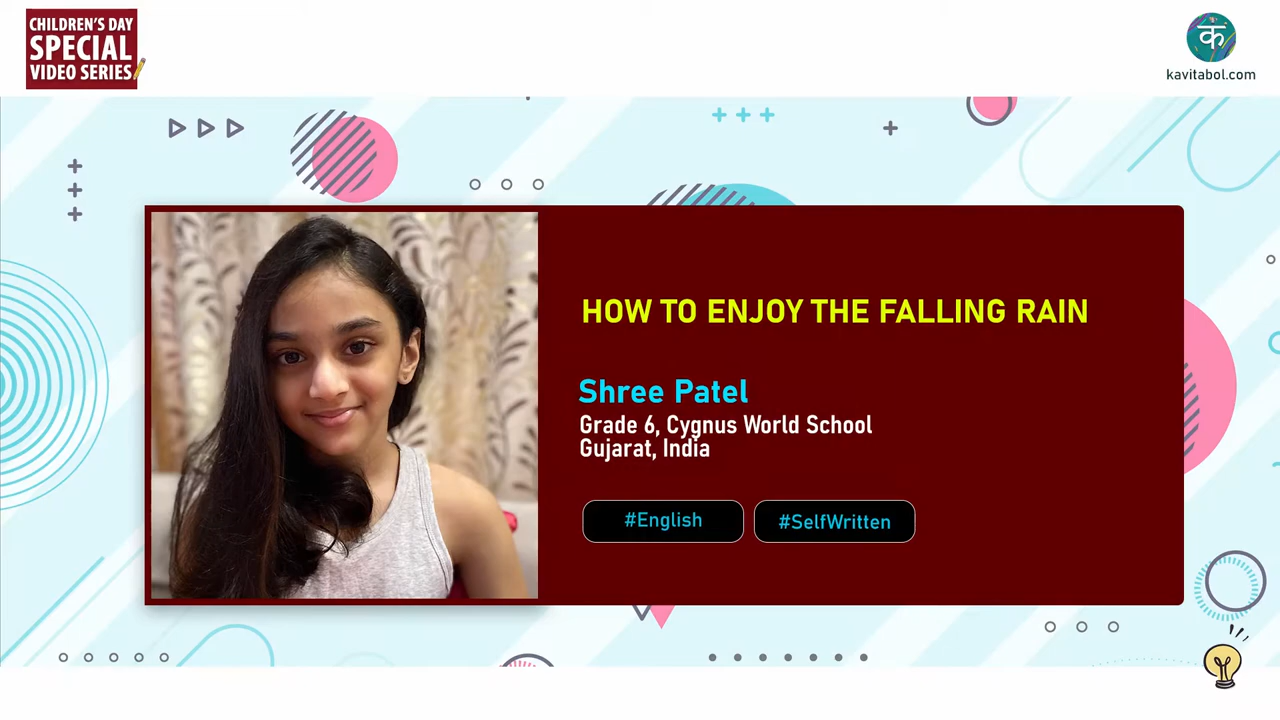 CHILDREN'S DAY
SPECIAL
VIDEO SERIES
क
kavitabol.com
HOW TO ENJOY THE FALLING RAIN
Shree Patel
Grade 6, Cygnus World School
Gujarat, India
#English
#SelfWritten